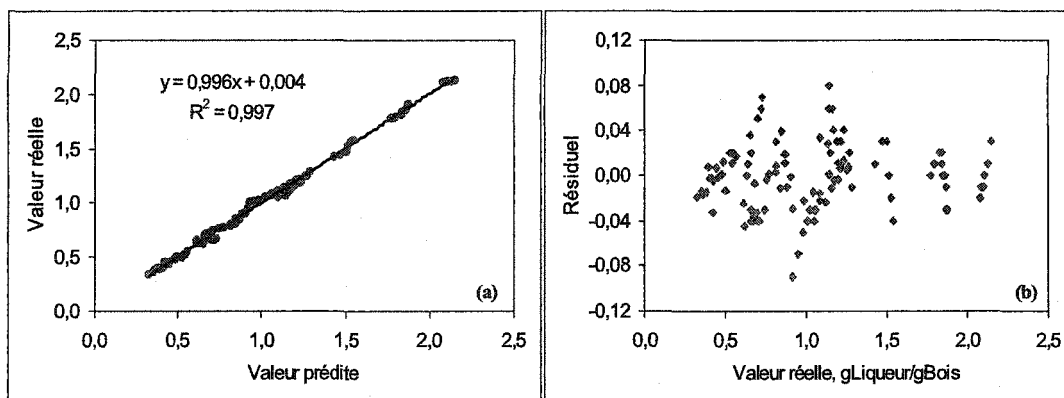 2,5
2,0
1,5
1,0
0,5
0,0
Valeur réelle
y = 0,996x + 0,004
R² = 0,997
(a)
0,0 0,5 1,0 1,5 2,0 2,5
Valeur prédite
0,12
0,08
0,04
0,00
-0,04
-0,08
-0,12
Résiduel
(b)
0,0 0,5 1,0 1,5 2,0 2,5
Valeur réelle, gLiqueur/gBois